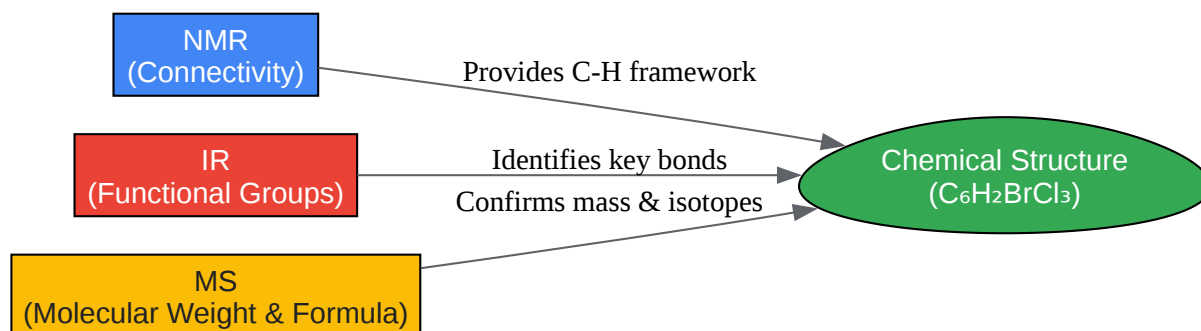 NMR
(Connectivity)
Provides C-H framework
IR
(Functional Groups)
Identifies key bonds
Chemical Structure
(C₆H₂BrCl₃)
Confirms mass & isotopes
MS
(Molecular Weight & Formula)